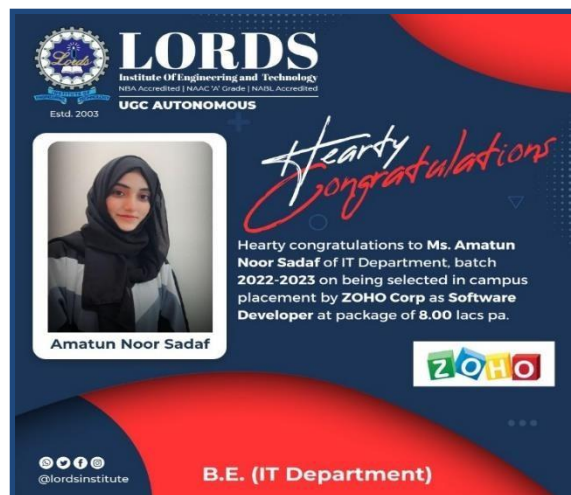 Lords
LORDS
Institute Of Engineering and Technology
NBA Accredited | NAAC 'A' Grade | NABL Accredited
UGC AUTONOMOUS
Estd. 2003
Hearty
Congratulations
Hearty congratulations to Ms. Amatun
Noor Sadaf of IT Department, batch
2022-2023 on being selected in campus
placement by ZOHO Corp as Software
Developer at package of 8.00 lacs pa.
Amatun Noor Sadaf
ZOHO
@lordsinstitute
B.E. (IT Department)